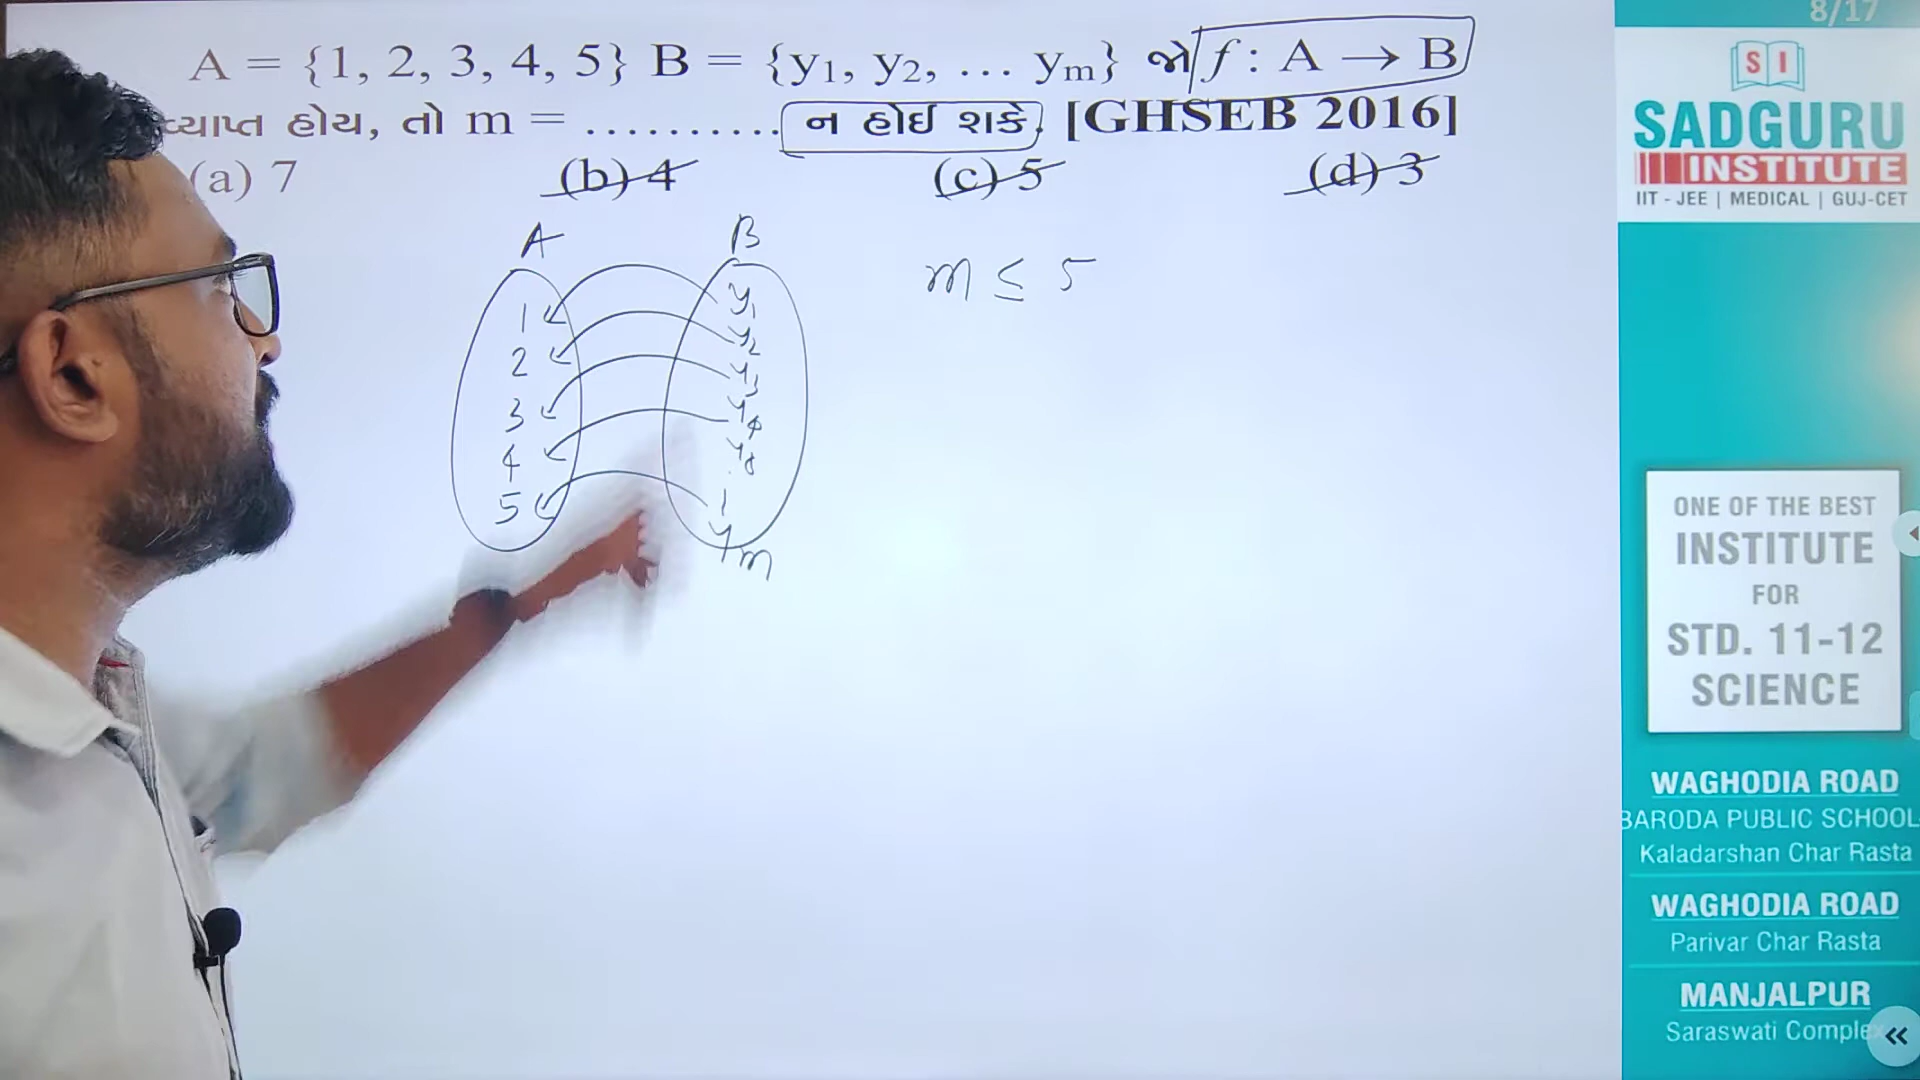 8/17
A = {1, 2, 3, 4, 5} B = {y1, y2, ... ym} જો f : A → B
વ્યાપ્ત હોય, તો m = .......... ન હોઈ શકે. [GHSEB 2016]
(a) 7 (b) 4 (c) 5 (d) 3
A B
1 y1
2 y2
3 y3
4 y4
5
ym
m ≤ 5
S I
SADGURU
INSTITUTE
IIT - JEE | MEDICAL | GUJ-CET
ONE OF THE BEST
INSTITUTE
FOR
STD. 11-12
SCIENCE
WAGHODIA ROAD
BARODA PUBLIC SCHOOL
Kaladarshan Char Rasta
WAGHODIA ROAD
Parivar Char Rasta
MANJALPUR
Saraswati